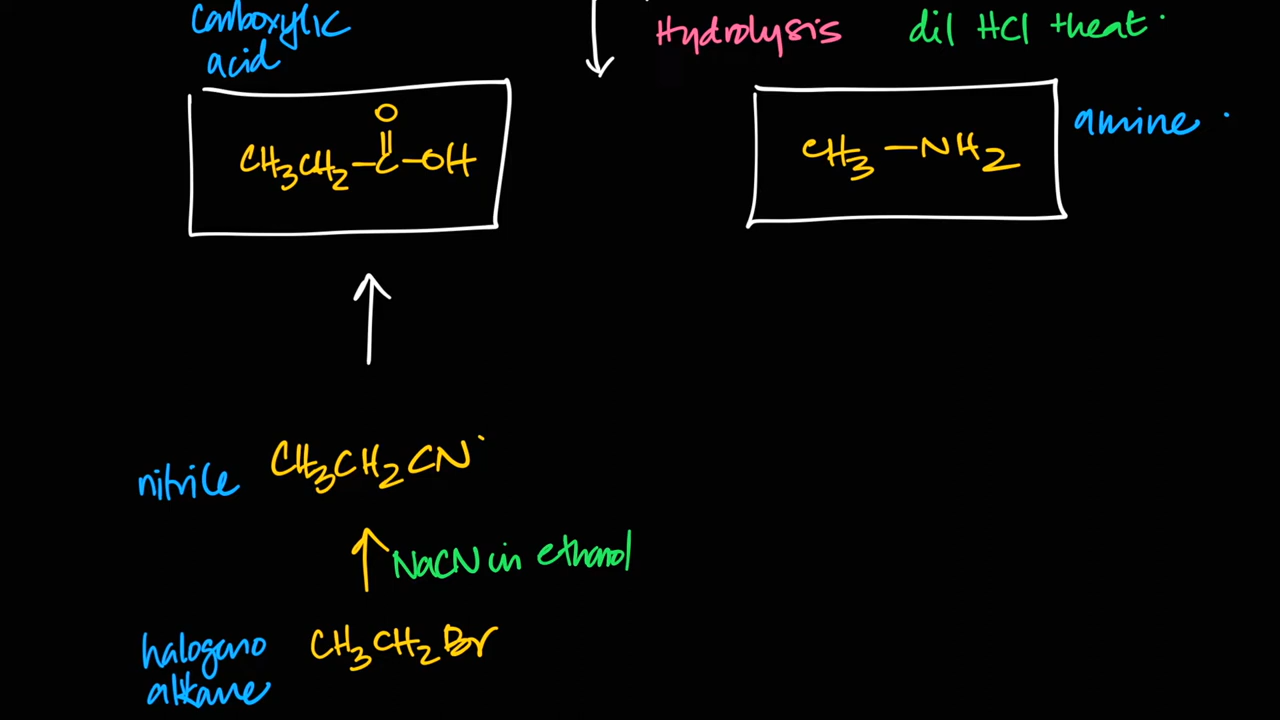 carboxylic
acid
Hydrolysis dil HCl + heat.
O
CH3CH2-C-OH
CH3-NH2
amine.
nitrile CH3CH2CN
NaCN in ethanol
halogeno
alkane
CH3CH2Br